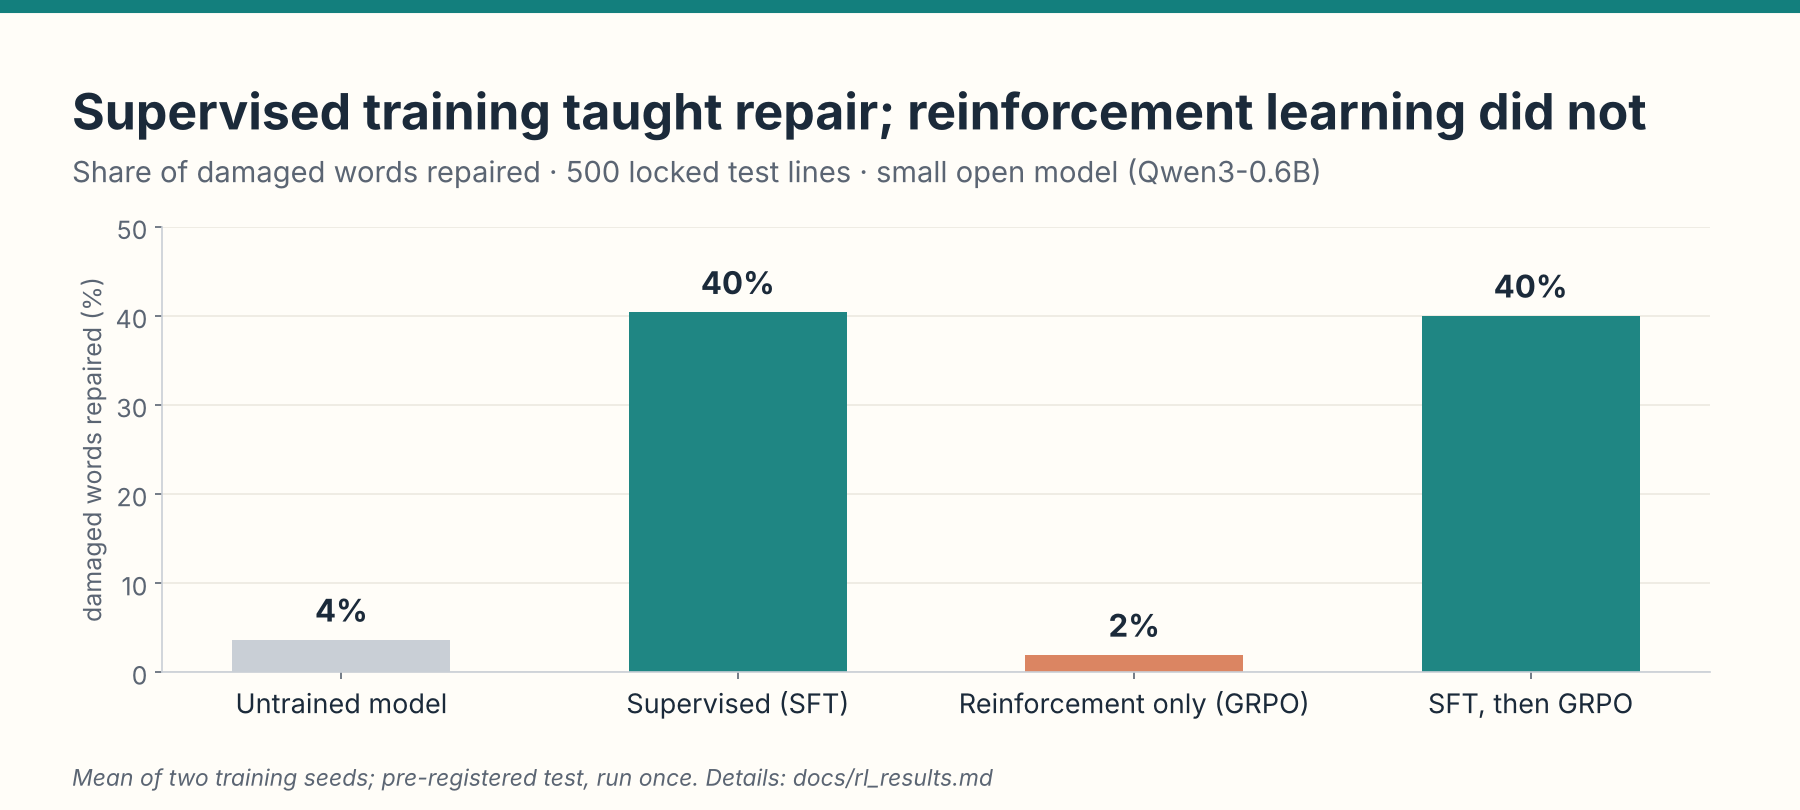 Supervised training taught repair; reinforcement learning did not
Share of damaged words repaired · 500 locked test lines · small open model (Qwen3-0.6B)
damaged words repaired (%)
50
40
30
20
10
0
4%
40%
2%
40%
Untrained model
Supervised (SFT)
Reinforcement only (GRPO)
SFT, then GRPO
Mean of two training seeds; pre-registered test, run once. Details: docs/rl_results.md